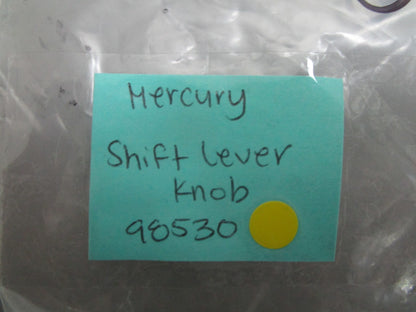 Mercury
Shift Lever
Knob
98530